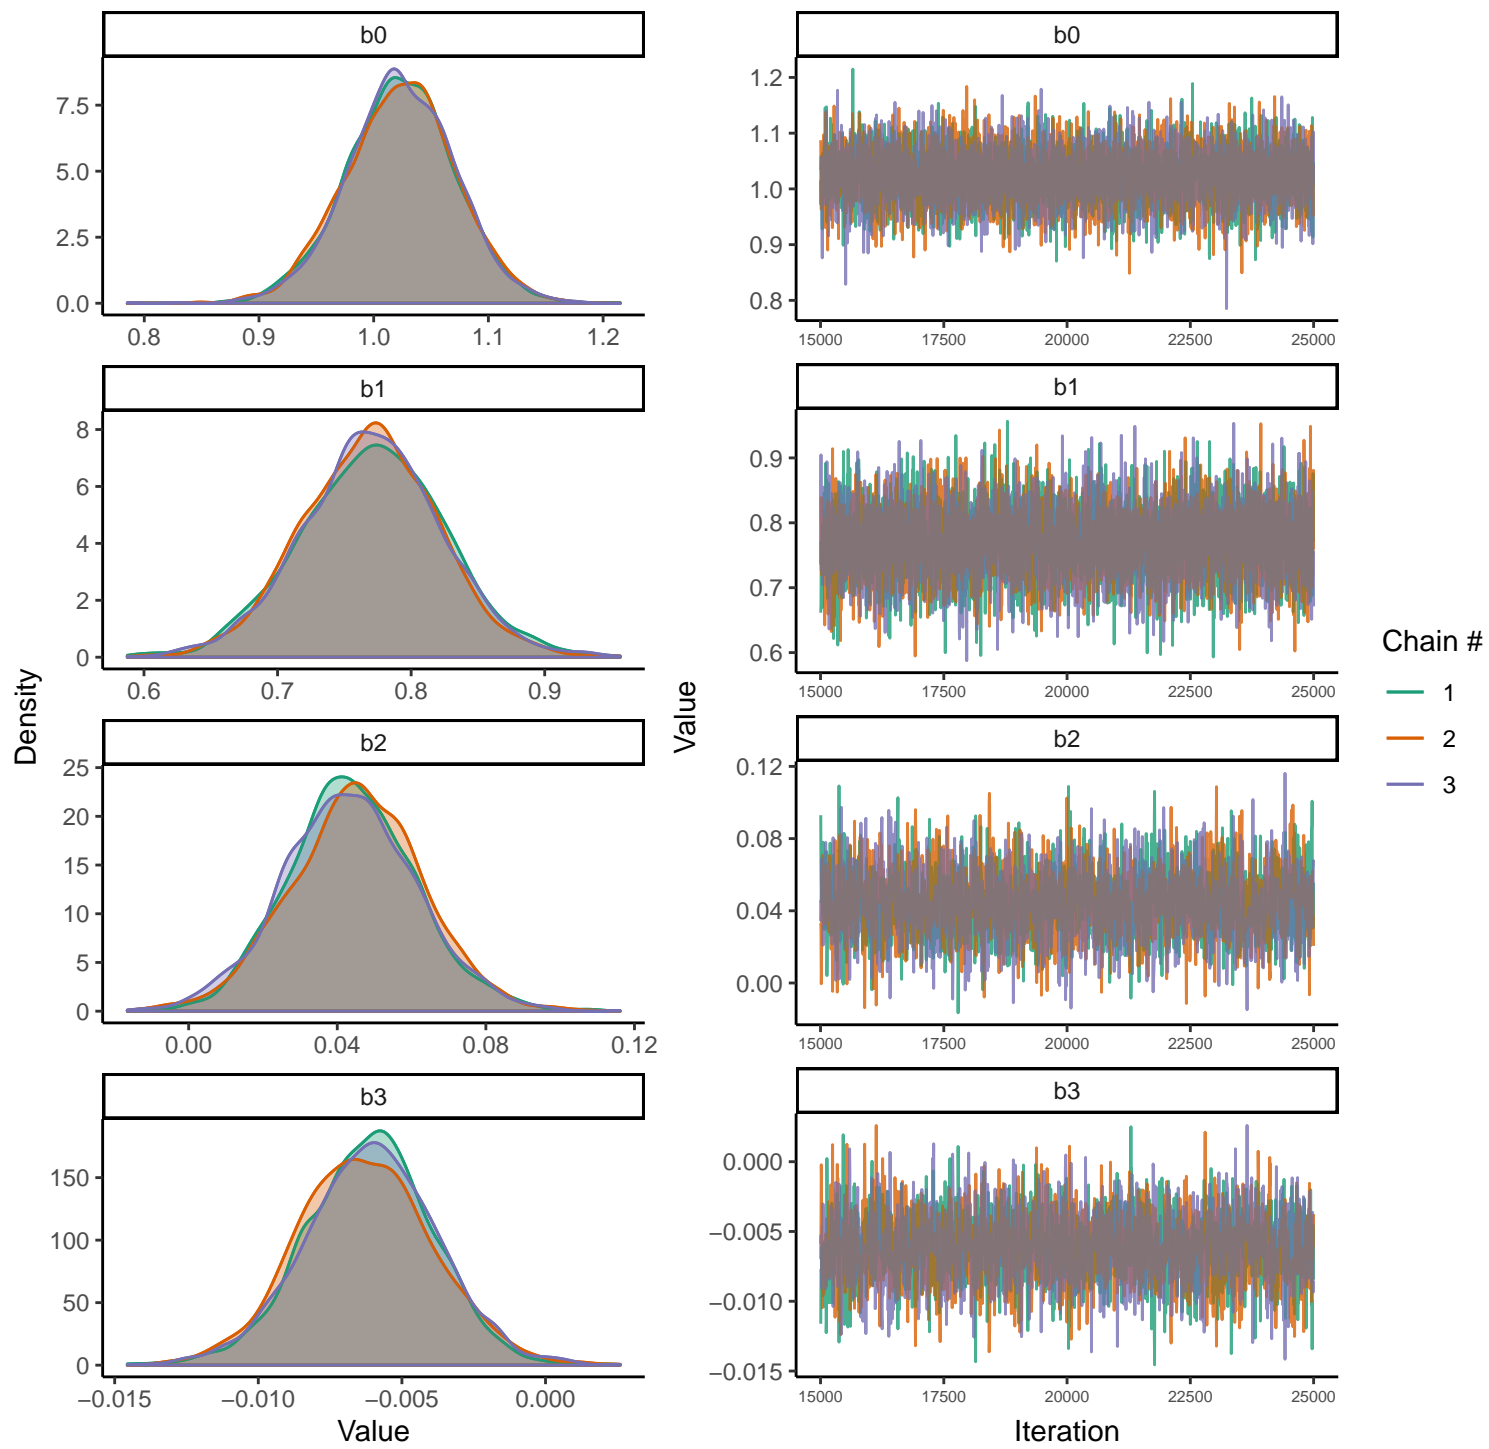 b0
7.5
5.0
2.5
0.0
0.8 0.9 1.0 1.1 1.2
b1
8
6
4
2
0
0.6 0.7 0.8 0.9
b2
25
20
15
10
5
0
0.00 0.04 0.08 0.12
b3
150
100
50
0
−0.015 −0.010 −0.005 0.000
Density
Value
b0
1.2
1.1
1.0
0.9
0.8
15000 17500 20000 22500 25000
b1
0.9
0.8
0.7
0.6
15000 17500 20000 22500 25000
b2
0.12
0.08
0.04
0.00
15000 17500 20000 22500 25000
b3
0.000
−0.005
−0.010
−0.015
15000 17500 20000 22500 25000
Value
Iteration
Chain #
1
2
3